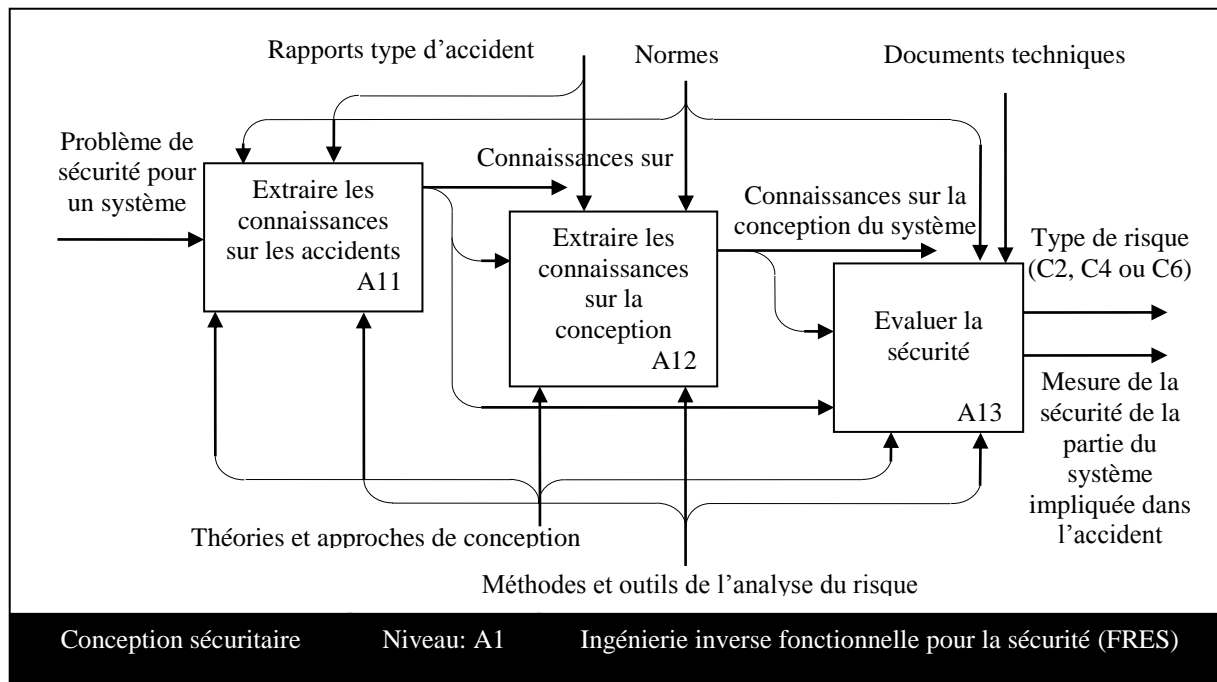 Rapports type d'accident
Normes
Documents techniques
Problème de
sécurité pour
un système
Extraire les
connaissances
sur les accidents
A11
Connaissances sur
Extraire les
connaissances
sur la
conception
A12
Connaissances sur la
conception du système
Evaluer la
sécurité
A13
Type de risque
(C2, C4 ou C6)
Mesure de la
sécurité de la
partie du
système
impliquée dans
l'accident
Théories et approches de conception
Méthodes et outils de l'analyse du risque
Conception sécuritaire Niveau: A1 Ingénierie inverse fonctionnelle pour la sécurité (FRES)